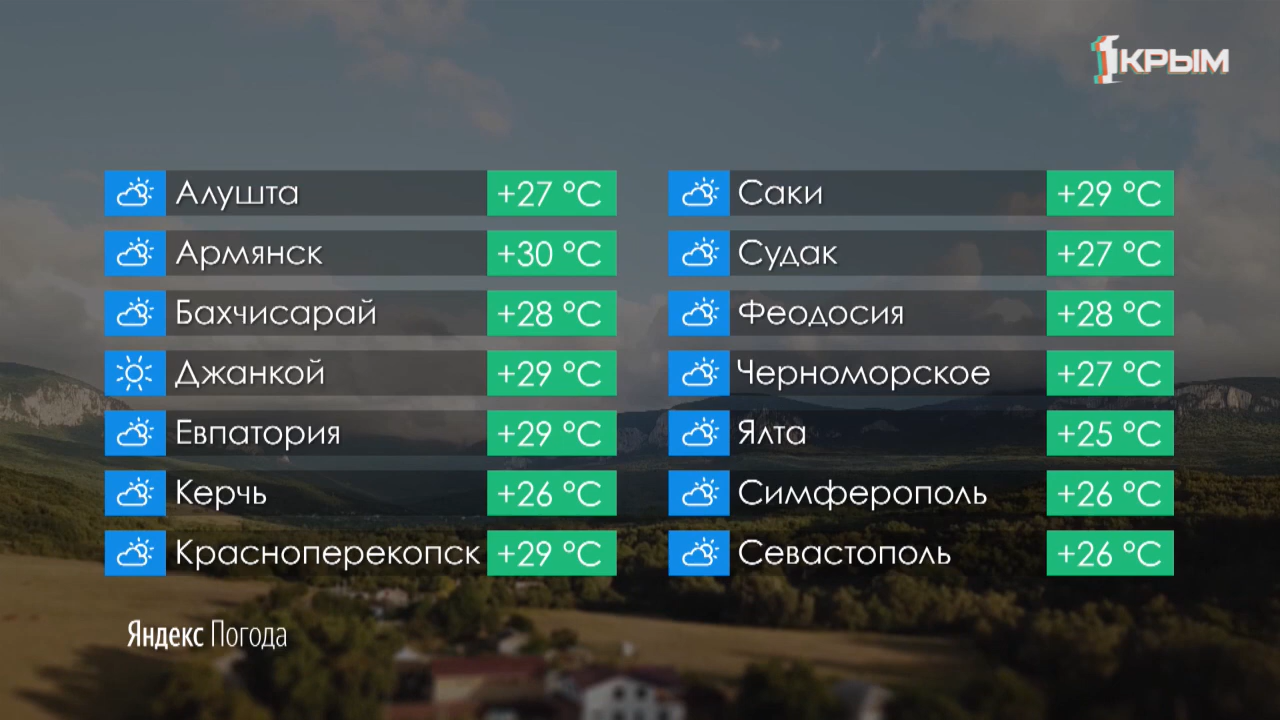 1КРЫМ
Алушта +27 °C
Армянск +30 °C
Бахчисарай +28 °C
Джанкой +29 °C
Евпатория +29 °C
Керчь +26 °C
Красноперекопск +29 °C
Саки +29 °C
Судак +27 °C
Феодосия +28 °C
Черноморское +27 °C
Ялта +25 °C
Симферополь +26 °C
Севастополь +26 °C
Яндекс Погода